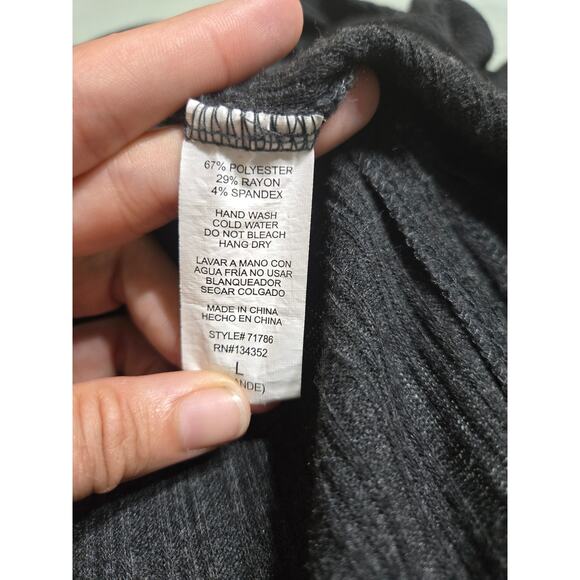 67% POLYESTER
29% RAYON
4% SPANDEX
HAND WASH
COLD WATER
DO NOT BLEACH
HANG DRY
LAVAR A MANO CON
AGUA FRÍA NO USAR
BLANQUEADOR
SECAR COLGADO
MADE IN CHINA
HECHO EN CHINA
STYLE# 71786
RN#134352
L